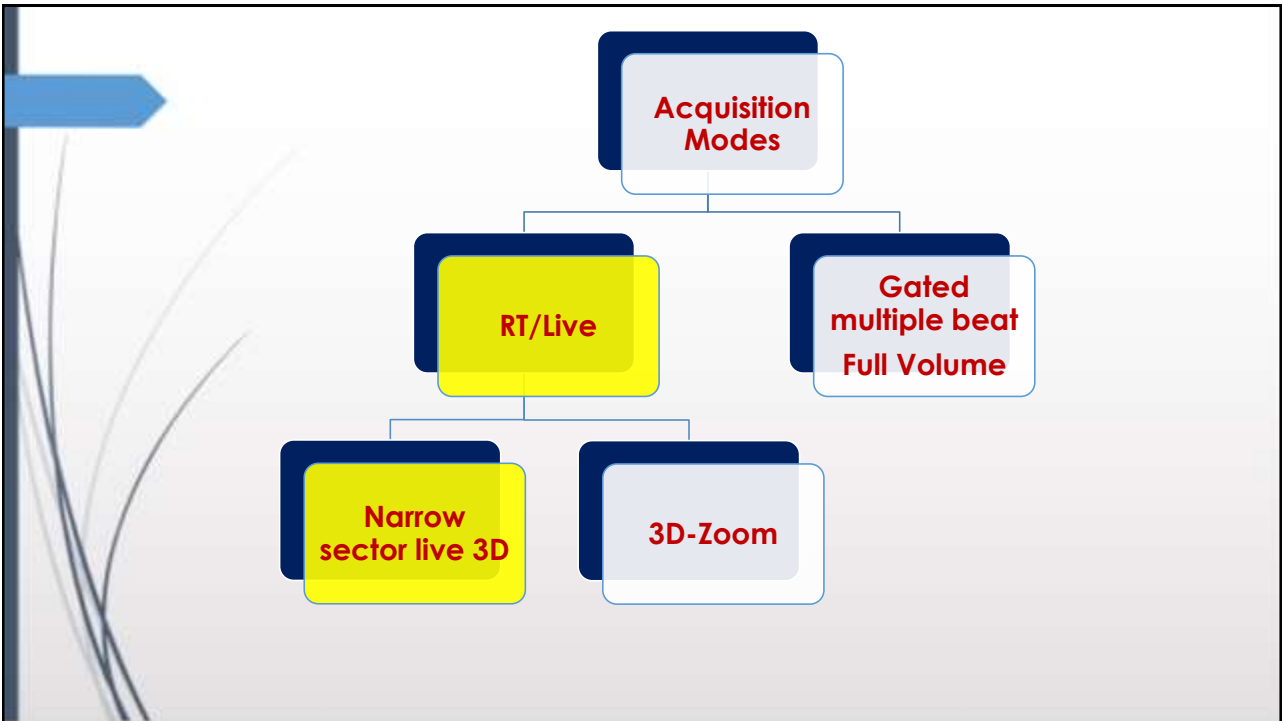 Acquisition
Modes
RT/Live
Gated
multiple beat
Full Volume
Narrow
sector live 3D
3D-Zoom